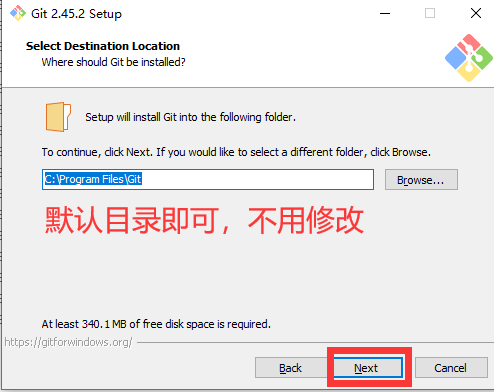 Git 2.45.2 Setup
Select Destination Location
Where should Git be installed?
Setup will install Git into the following folder.
To continue, click Next. If you would like to select a different folder, click Browse.
C:\Program Files\Git
Browse...
默认目录即可，不用修改
At least 340.1 MB of free disk space is required.
https://gitforwindows.org/
Back
Next
Cancel